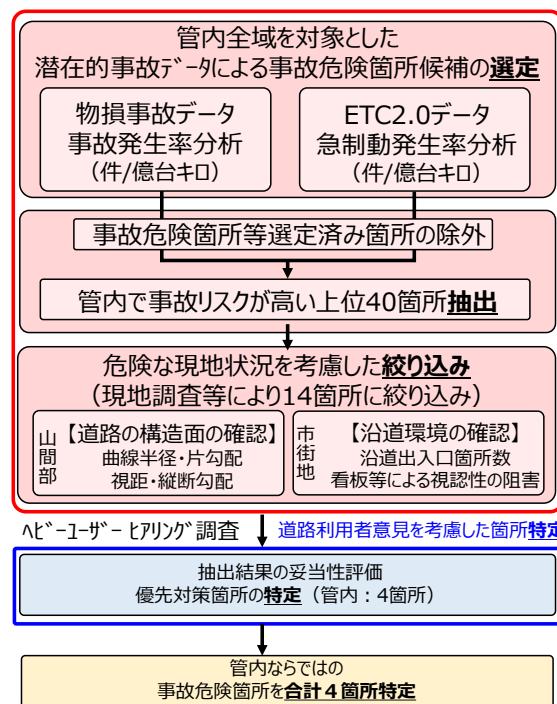 管内全域を対象とした
潜在的事故ﾃﾞｰﾀによる事故危険箇所候補の選定
物損事故データ
事故発生率分析
(件/億台キロ)
ETC2.0データ
急制動発生率分析
(件/億台キロ)
事故危険箇所等選定済み箇所の除外
管内で事故リスクが高い上位40箇所抽出
危険な現地状況を考慮した絞り込み
（現地調査等により14箇所に絞り込み）
山間部
【道路の構造面の確認】
曲線半径・片勾配
視距・縦断勾配
市街地
【沿道環境の確認】
沿道出入口箇所数
看板等による視認性の阻害
ﾍﾋﾞｰﾕｰｻﾞｰ ﾋｱﾘﾝｸﾞ調査
道路利用者意見を考慮した箇所特定
抽出結果の妥当性評価
優先対策箇所の特定（管内：4箇所）
管内ならではの
事故危険箇所を合計４箇所特定